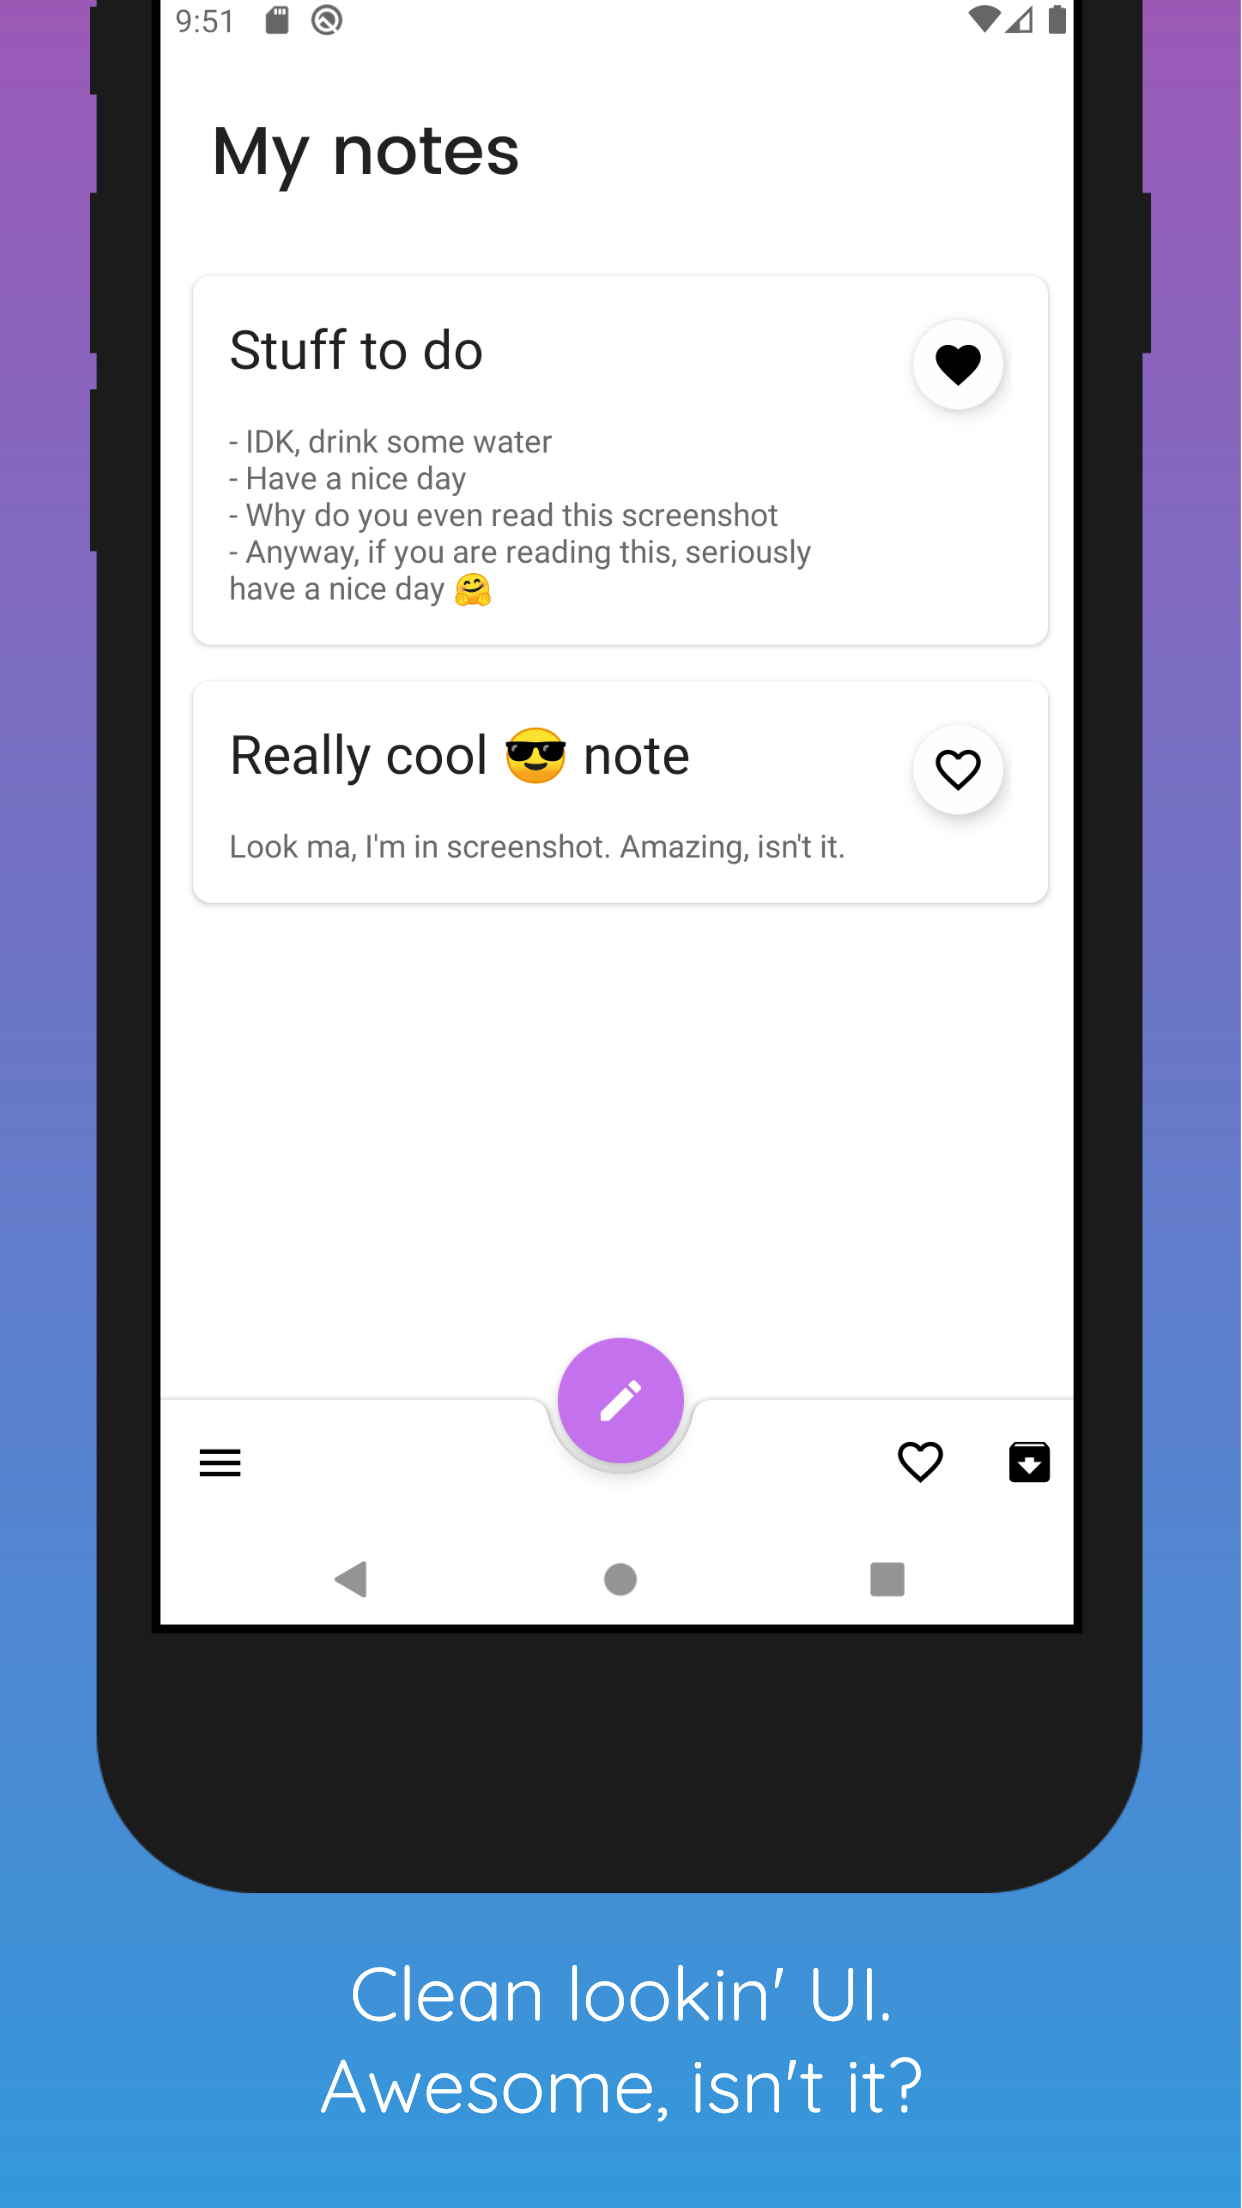 9:51
My notes
Stuff to do
- IDK, drink some water
- Have a nice day
- Why do you even read this screenshot
- Anyway, if you are reading this, seriously
have a nice day 🤗
Really cool 😎 note
Look ma, I'm in screenshot. Amazing, isn't it.
Clean lookin' UI.
Awesome, isn't it?